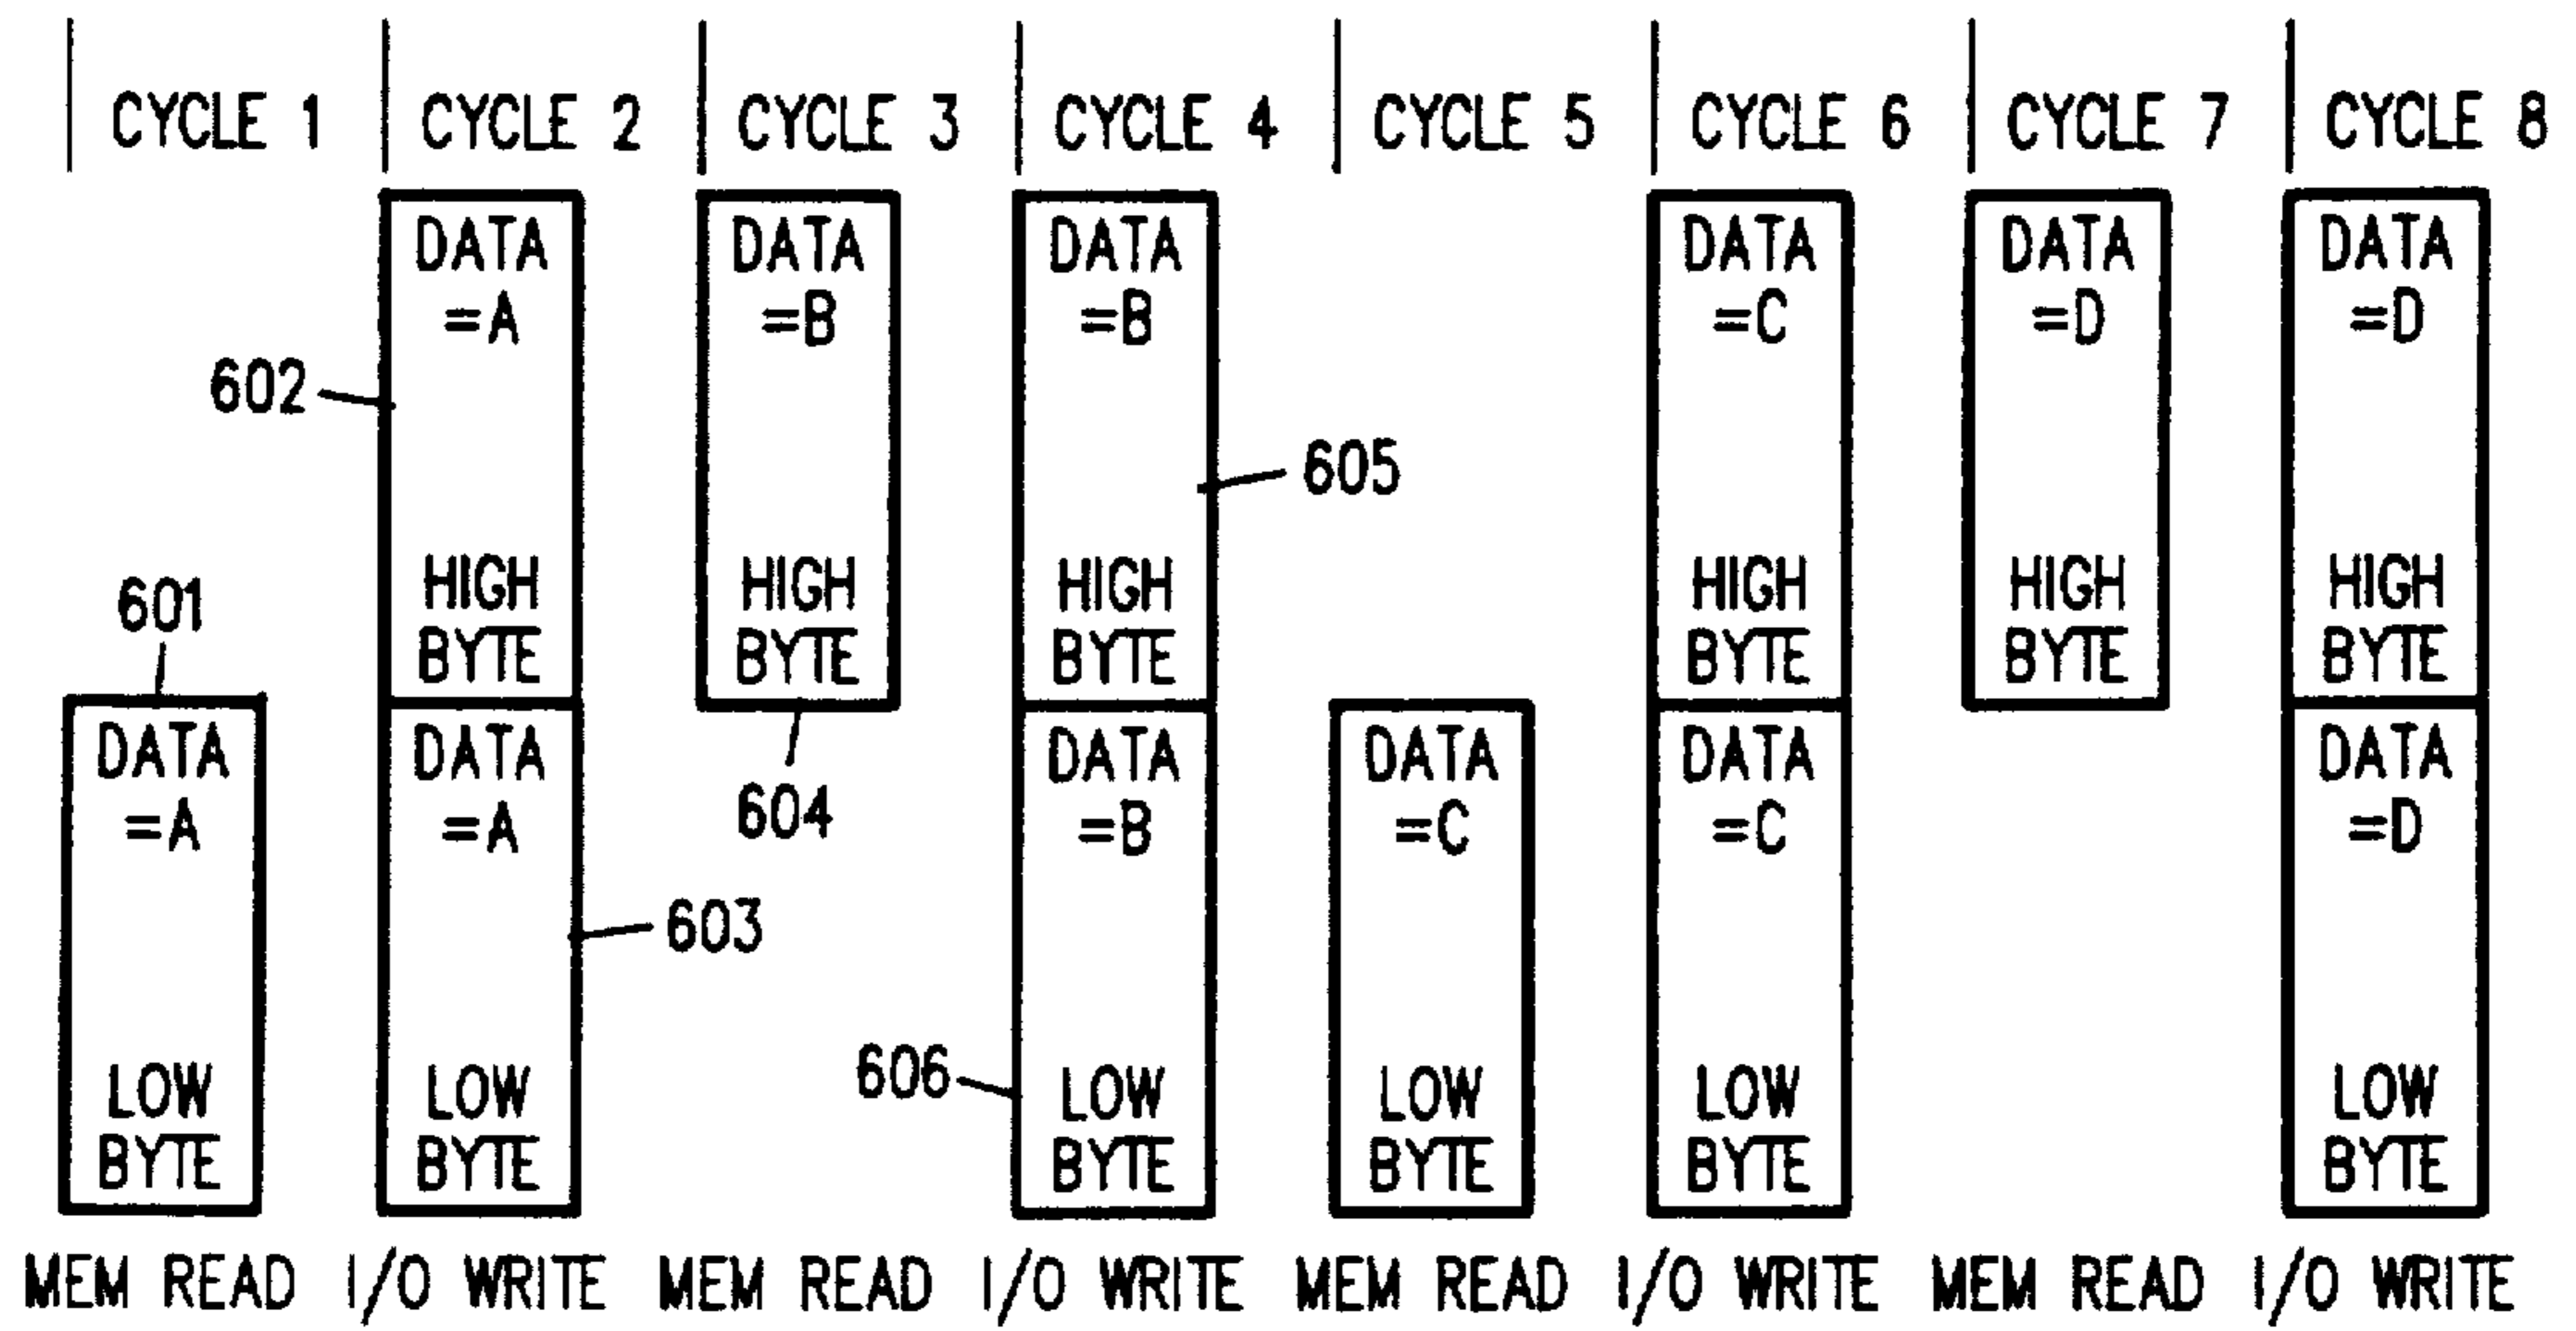 CYCLE 1 CYCLE 2 CYCLE 3 CYCLE 4 CYCLE 5 CYCLE 6 CYCLE 7 CYCLE 8
DATA DATA DATA DATA DATA DATA
=A =B =B =C =D =D
602
605
HIGH HIGH HIGH HIGH HIGH HIGH
BYTE BYTE BYTE BYTE BYTE BYTE
601
DATA DATA DATA DATA DATA DATA
=A =A =B =C =C =D
604
603
606
LOW LOW LOW LOW LOW LOW
BYTE BYTE BYTE BYTE BYTE BYTE
MEM READ I/O WRITE MEM READ I/O WRITE MEM READ I/O WRITE MEM READ I/O WRITE